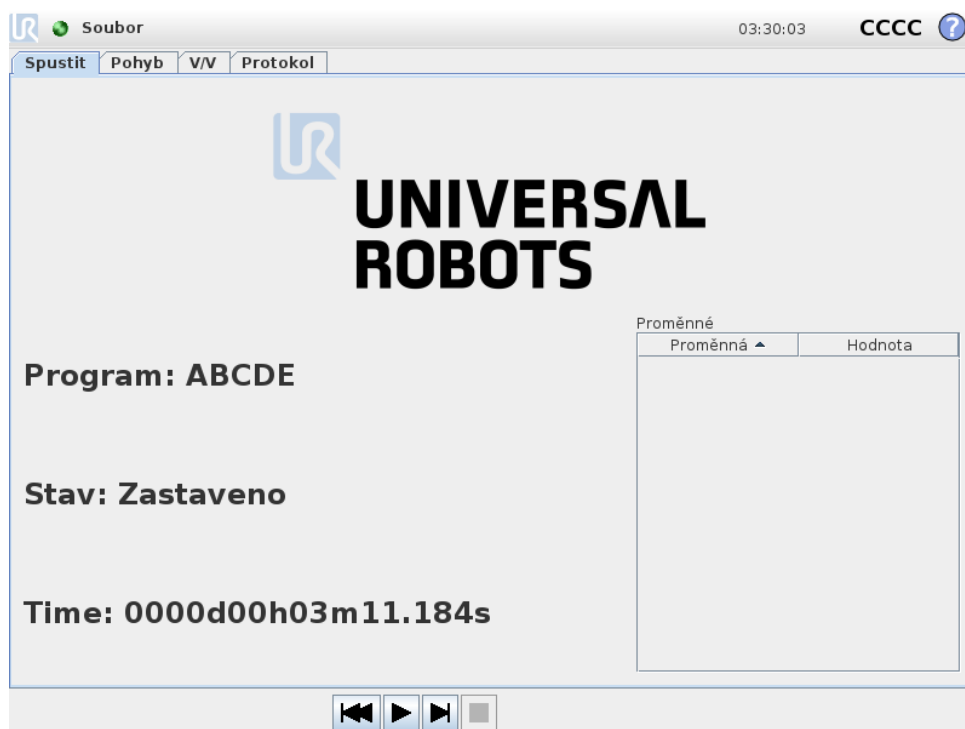 Soubor 03:30:03 CCCC ?
Spustit Pohyb V/V Protokol
UR
UNIVERSAL
ROBOTS
Proměnné
Proměnná Hodnota
Program: ABCDE
Stav: Zastaveno
Time: 0000d00h03m11.184s